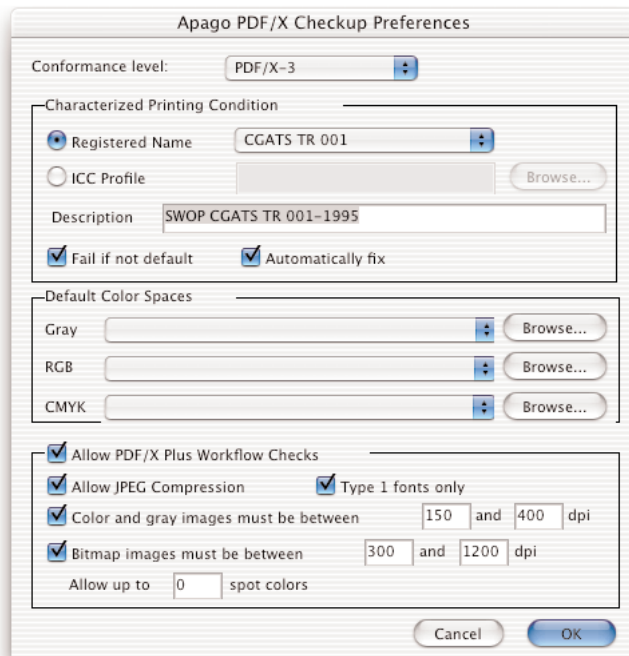 Apago PDF/X Checkup Preferences
Conformance level: PDF/X-3
Characterized Printing Condition
Registered Name CGATS TR 001
ICC Profile Browse...
Description SWOP CGATS TR 001-1995
Fail if not default Automatically fix
Default Color Spaces
Gray Browse...
RGB Browse...
CMYK Browse...
Allow PDF/X Plus Workflow Checks
Allow JPEG Compression Type 1 fonts only
Color and gray images must be between 150 and 400 dpi
Bitmap images must be between 300 and 1200 dpi
Allow up to 0 spot colors
Cancel OK